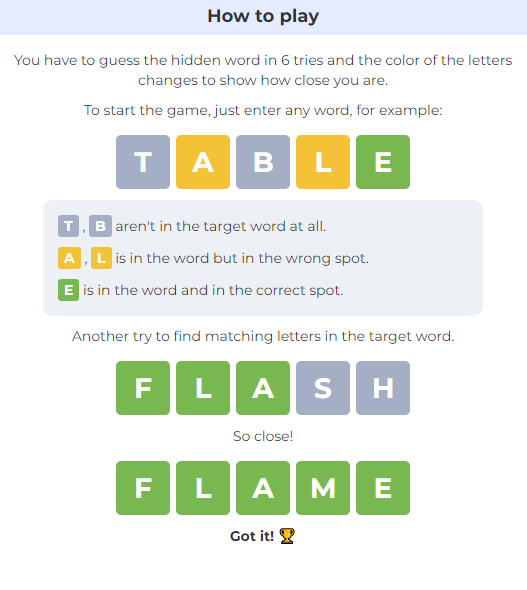 How to play
You have to guess the hidden word in 6 tries and the color of the letters
changes to show how close you are.
To start the game, just enter any word, for example:
T A B L E
T , B aren't in the target word at all.
A , L is in the word but in the wrong spot.
E is in the word and in the correct spot.
Another try to find matching letters in the target word.
F L A S H
So close!
F L A M E
Got it! 🏆